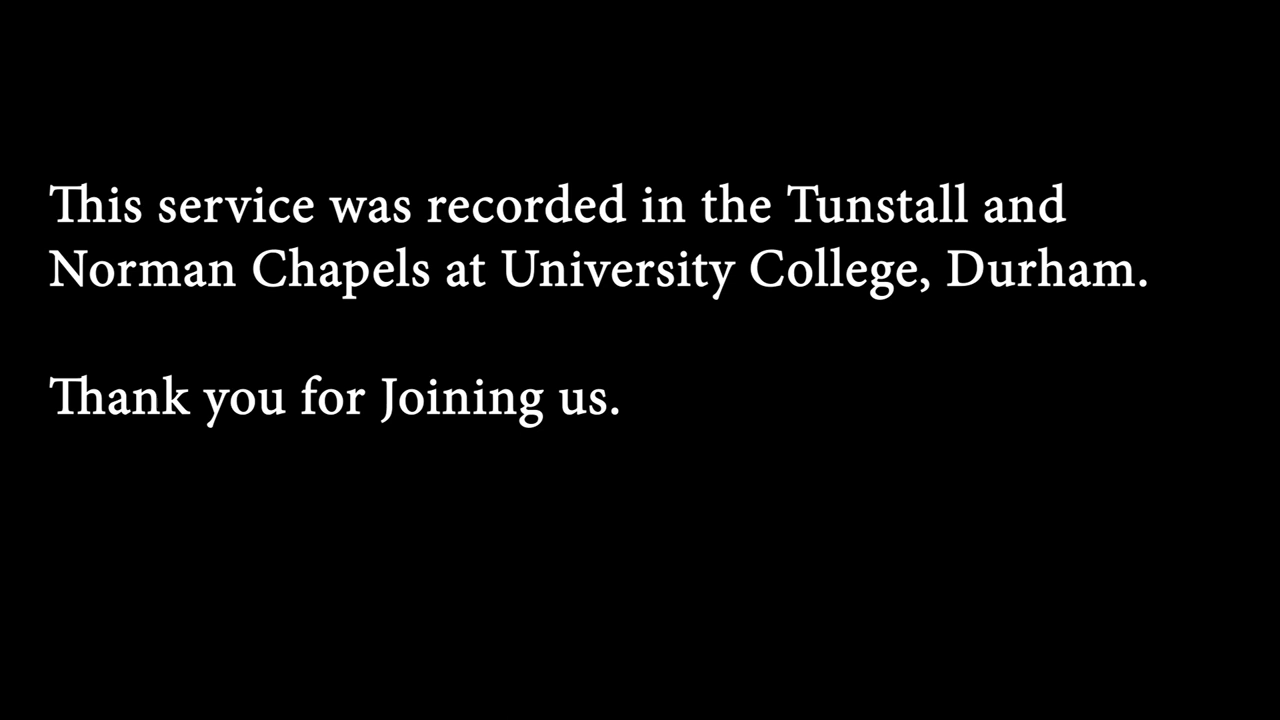 This service was recorded in the Tunstall and
Norman Chapels at University College, Durham.
Thank you for Joining us.